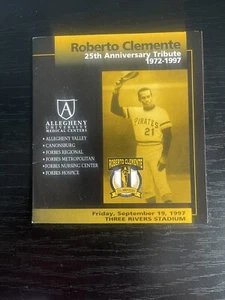 Roberto Clemente
25th Anniversary Tribute
1972-1997
A
ALLEGHENY
UNIVERSITY
MEDICAL CENTERS
• ALLEGHENY VALLEY
• CANONSBURG
• FORBES REGIONAL
• FORBES METROPOLITAN
• FORBES NURSING CENTER
• FORBES HOSPICE
PIRATES
21
ROBERTO CLEMENTE
Friday, September 19, 1997
THREE RIVERS STADIUM